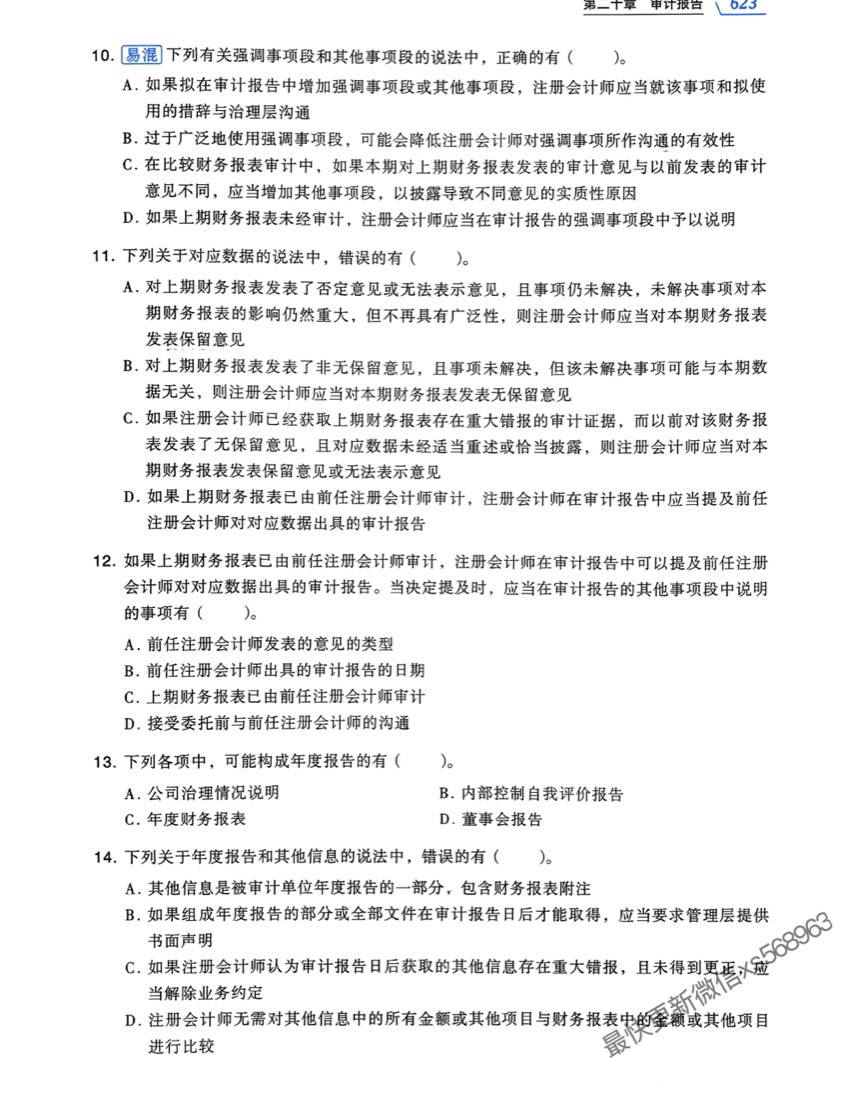 第二十章 审计报告 623
10. 易混 下列有关强调事项段和其他事项段的说法中，正确的有（　　）。
A. 如果拟在审计报告中增加强调事项段或其他事项段，注册会计师应当就该事项和拟使
用的措辞与治理层沟通
B. 过于广泛地使用强调事项段，可能会降低注册会计师对强调事项所作沟通的有效性
C. 在比较财务报表审计中，如果本期对上期财务报表发表的审计意见与以前发表的审计
意见不同，应当增加其他事项段，以披露导致不同意见的实质性原因
D. 如果上期财务报表未经审计，注册会计师应当在审计报告的强调事项段中予以说明
11. 下列关于对应数据的说法中，错误的有（　　）。
A. 对上期财务报表发表了否定意见或无法表示意见，且事项仍未解决，未解决事项对本
期财务报表的影响仍然重大，但不再具有广泛性，则注册会计师应当对本期财务报表
发表保留意见
B. 对上期财务报表发表了非无保留意见，且事项未解决，但该未解决事项可能与本期数
据无关，则注册会计师应当对本期财务报表发表无保留意见
C. 如果注册会计师已经获取上期财务报表存在重大错报的审计证据，而以前对该财务报
表发表了无保留意见，且对应数据未经适当重述或恰当披露，则注册会计师应当对本
期财务报表发表保留意见或无法表示意见
D. 如果上期财务报表已由前任注册会计师审计，注册会计师在审计报告中应当提及前任
注册会计师对对应数据出具的审计报告
12. 如果上期财务报表已由前任注册会计师审计，注册会计师在审计报告中可以提及前任注册
会计师对对应数据出具的审计报告。当决定提及时，应当在审计报告的其他事项段中说明
的事项有（　　）。
A. 前任注册会计师发表的意见的类型
B. 前任注册会计师出具的审计报告的日期
C. 上期财务报表已由前任注册会计师审计
D. 接受委托前与前任注册会计师的沟通
13. 下列各项中，可能构成年度报告的有（　　）。
A. 公司治理情况说明 B. 内部控制自我评价报告
C. 年度财务报表 D. 董事会报告
14. 下列关于年度报告和其他信息的说法中，错误的有（　　）。
A. 其他信息是被审计单位年度报告的一部分，包含财务报表附注
B. 如果组成年度报告的部分或全部文件在审计报告日后才能取得，应当要求管理层提供
书面声明
C. 如果注册会计师认为审计报告日后获取的其他信息存在重大错报，且未得到更正，应
当解除业务约定
D. 注册会计师无需对其他信息中的所有金额或其他项目与财务报表中的金额或其他项目
进行比较
最快更新微信xs568963